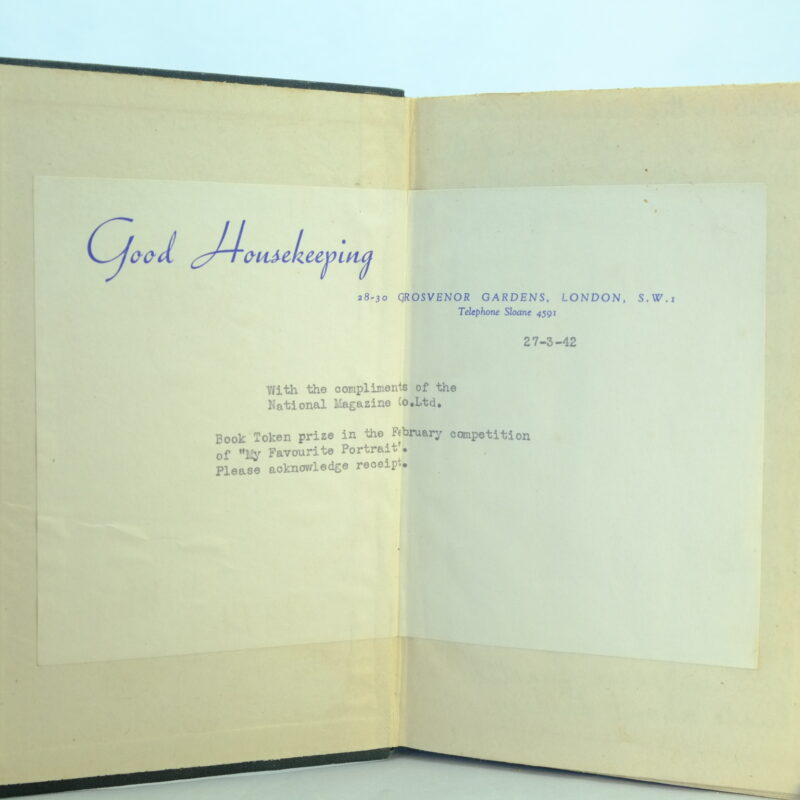 Good Housekeeping
28-30 GROSVENOR GARDENS, LONDON, S.W.1
Telephone Sloane 4591
27-3-42
With the compliments of the
National Magazine Co.Ltd.
Book Token prize in the February competition
of "My Favourite Portrait".
Please acknowledge receipt.